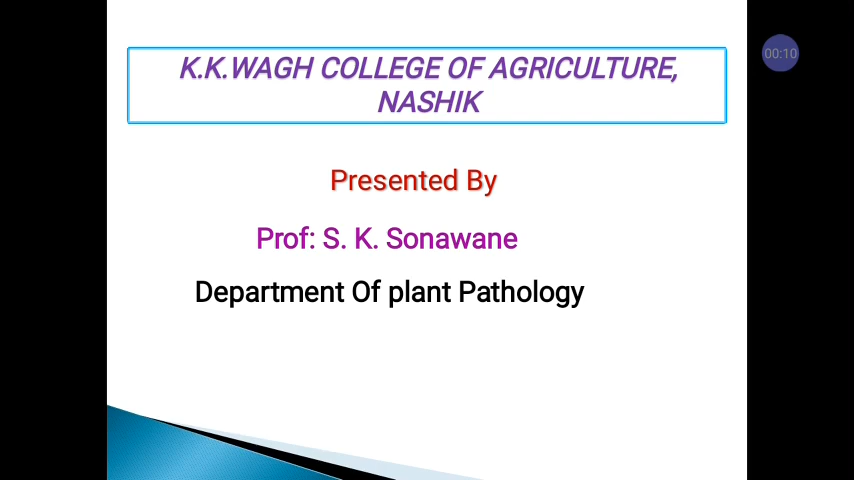 K.K.WAGH COLLEGE OF AGRICULTURE,
NASHIK
00:10
Presented By
Prof: S. K. Sonawane
Department Of plant Pathology